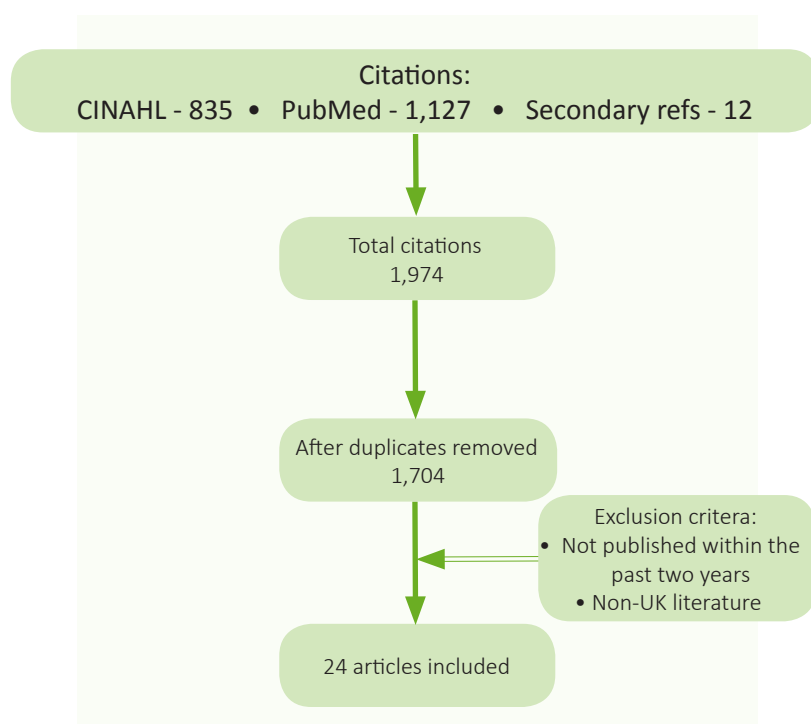 Citations:
CINAHL - 835 • PubMed - 1,127 • Secondary refs - 12
Total citations
1,974
After duplicates removed
1,704
Exclusion critera:
• Not published within the
past two years
• Non-UK literature
24 articles included